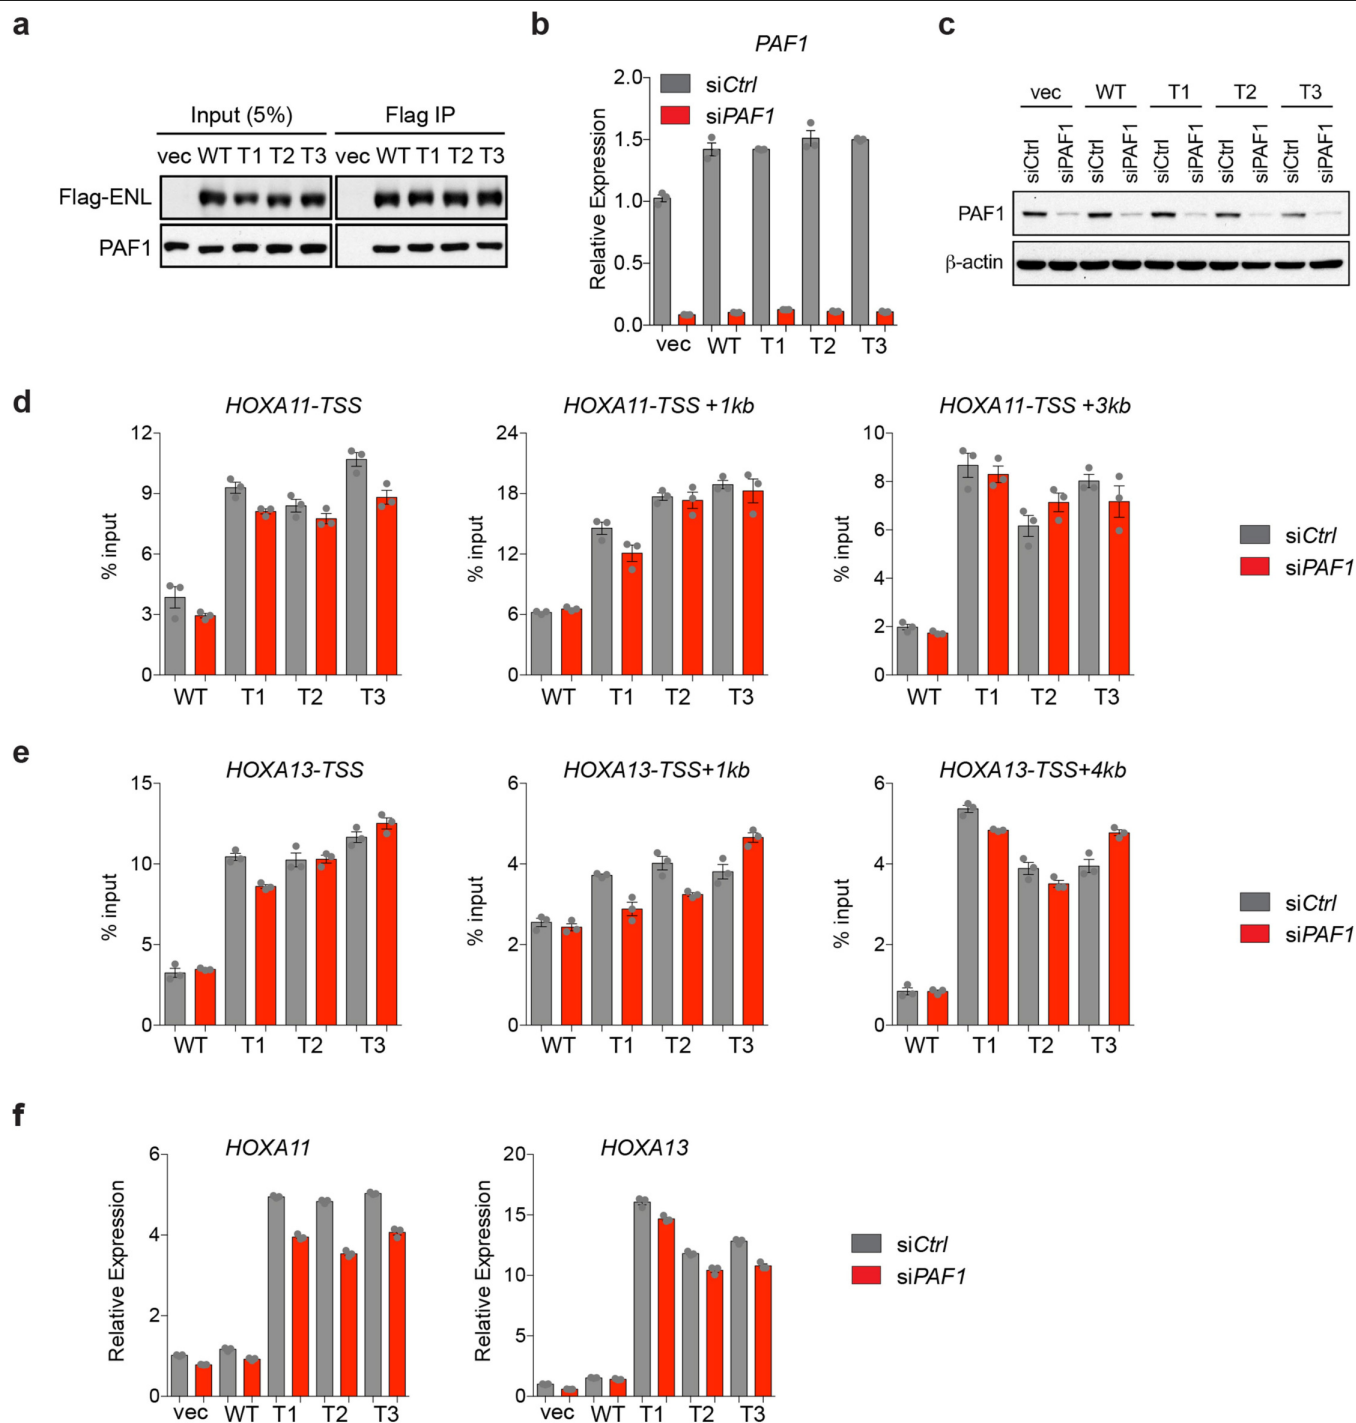 a
Input (5%) Flag IP
vec WT T1 T2 T3 vec WT T1 T2 T3
Flag-ENL
PAF1
b
PAF1
siCtrl
siPAF1
Relative Expression
2.0
1.5
1.0
0.5
0.0
vec WT T1 T2 T3
c
vec WT T1 T2 T3
siCtrl siPAF1 siCtrl siPAF1 siCtrl siPAF1 siCtrl siPAF1 siCtrl siPAF1
PAF1
β-actin
d
HOXA11-TSS
% input
12
9
6
3
0
WT T1 T2 T3
HOXA11-TSS +1kb
% input
24
18
12
6
0
WT T1 T2 T3
HOXA11-TSS +3kb
% input
10
8
6
4
2
0
WT T1 T2 T3
siCtrl
siPAF1
e
HOXA13-TSS
% input
15
10
5
0
WT T1 T2 T3
HOXA13-TSS+1kb
% input
6
4
2
0
WT T1 T2 T3
HOXA13-TSS+4kb
% input
6
4
2
0
WT T1 T2 T3
siCtrl
siPAF1
f
HOXA11
Relative Expression
6
4
2
0
vec WT T1 T2 T3
HOXA13
Relative Expression
20
15
10
5
0
vec WT T1 T2 T3
siCtrl
siPAF1